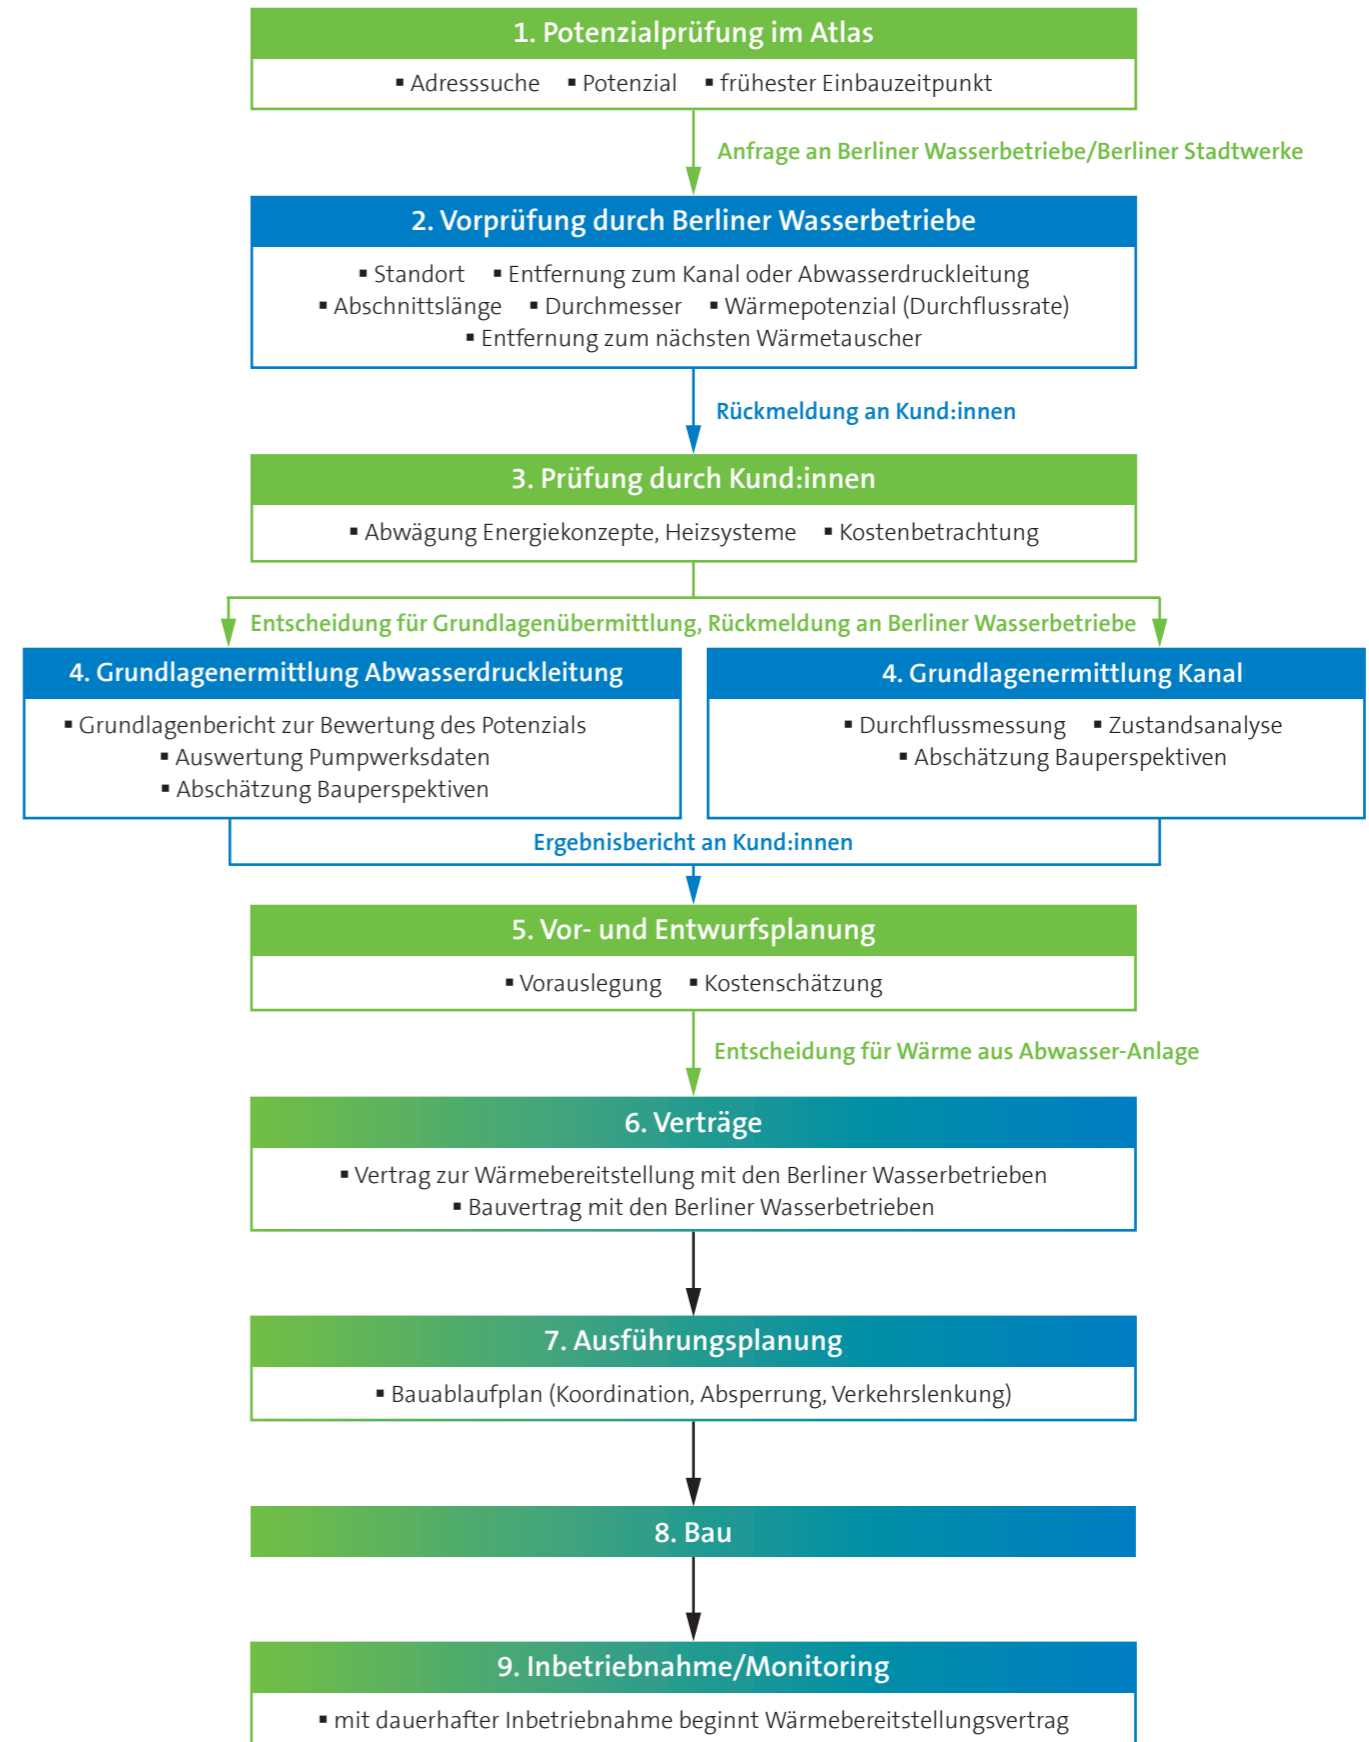 1. Potenzialprüfung im Atlas
▪ Adresssuche ▪ Potenzial ▪ frühester Einbauzeitpunkt
Anfrage an Berliner Wasserbetriebe/Berliner Stadtwerke
2. Vorprüfung durch Berliner Wasserbetriebe
▪ Standort ▪ Entfernung zum Kanal oder Abwasserdruckleitung
▪ Abschnittslänge ▪ Durchmesser ▪ Wärmepotenzial (Durchflussrate)
▪ Entfernung zum nächsten Wärmetauscher
Rückmeldung an Kund:innen
3. Prüfung durch Kund:innen
▪ Abwägung Energiekonzepte, Heizsysteme ▪ Kostenbetrachtung
Entscheidung für Grundlagenübermittlung, Rückmeldung an Berliner Wasserbetriebe
4. Grundlagenermittlung Abwasserdruckleitung
▪ Grundlagenbericht zur Bewertung des Potenzials
▪ Auswertung Pumpwerksdaten
▪ Abschätzung Bauperspektiven
4. Grundlagenermittlung Kanal
▪ Durchflussmessung ▪ Zustandsanalyse
▪ Abschätzung Bauperspektiven
Ergebnisbericht an Kund:innen
5. Vor- und Entwurfsplanung
▪ Vorauslegung ▪ Kostenschätzung
Entscheidung für Wärme aus Abwasser-Anlage
6. Verträge
▪ Vertrag zur Wärmebereitstellung mit den Berliner Wasserbetrieben
▪ Bauvertrag mit den Berliner Wasserbetrieben
7. Ausführungsplanung
▪ Bauablaufplan (Koordination, Absperrung, Verkehrslenkung)
8. Bau
9. Inbetriebnahme/Monitoring
▪ mit dauerhafter Inbetriebnahme beginnt Wärmebereitstellungsvertrag